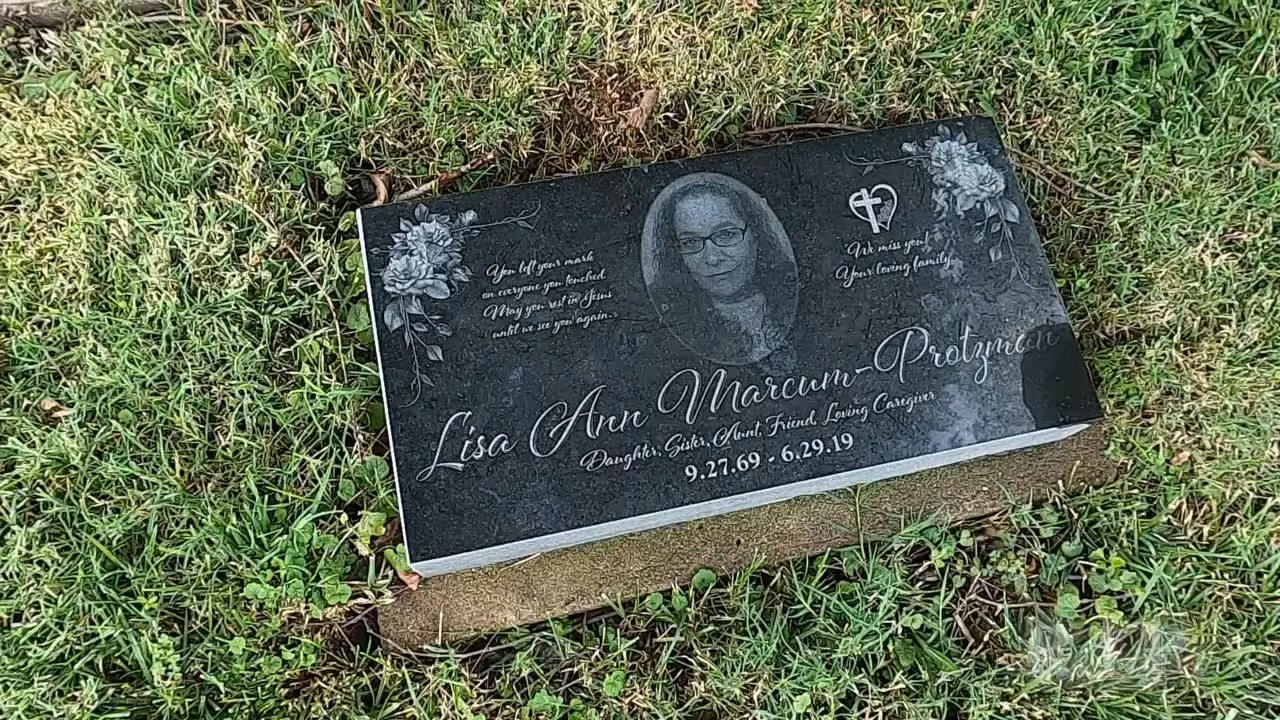 You left your mark
on everyone you touched.
May you rest in Jesus
until we see you again.
We miss you!
Your loving family.
Lisa Ann Marcum-Protzman
Daughter, Sister, Aunt, Friend, Loving Caregiver
9.27.69 - 6.29.19